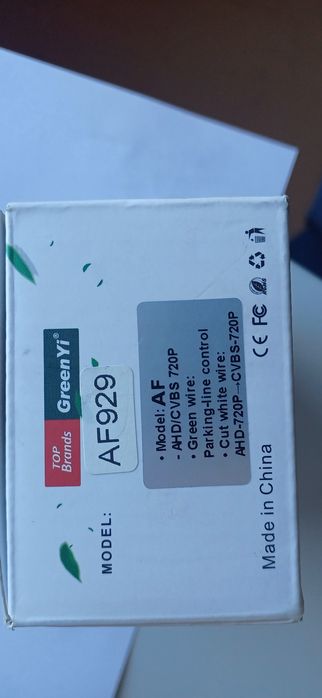 TOP
Brands
GreenYi®
MODEL:
AF929
• Model: AF
- AHD/CVBS 720P
• Green wire:
Parking-line control
• Cut white wire:
AHD-720P→CVBS-720P
Made in China
CE FC